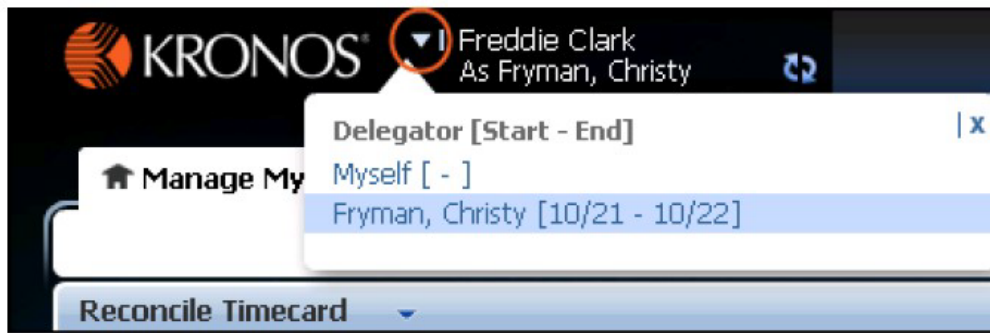 KRONOS
Freddie Clark
As Fryman, Christy
Delegator [Start - End]
| x
Myself [ - ]
Manage My
Fryman, Christy [10/21 - 10/22]
Reconcile Timecard